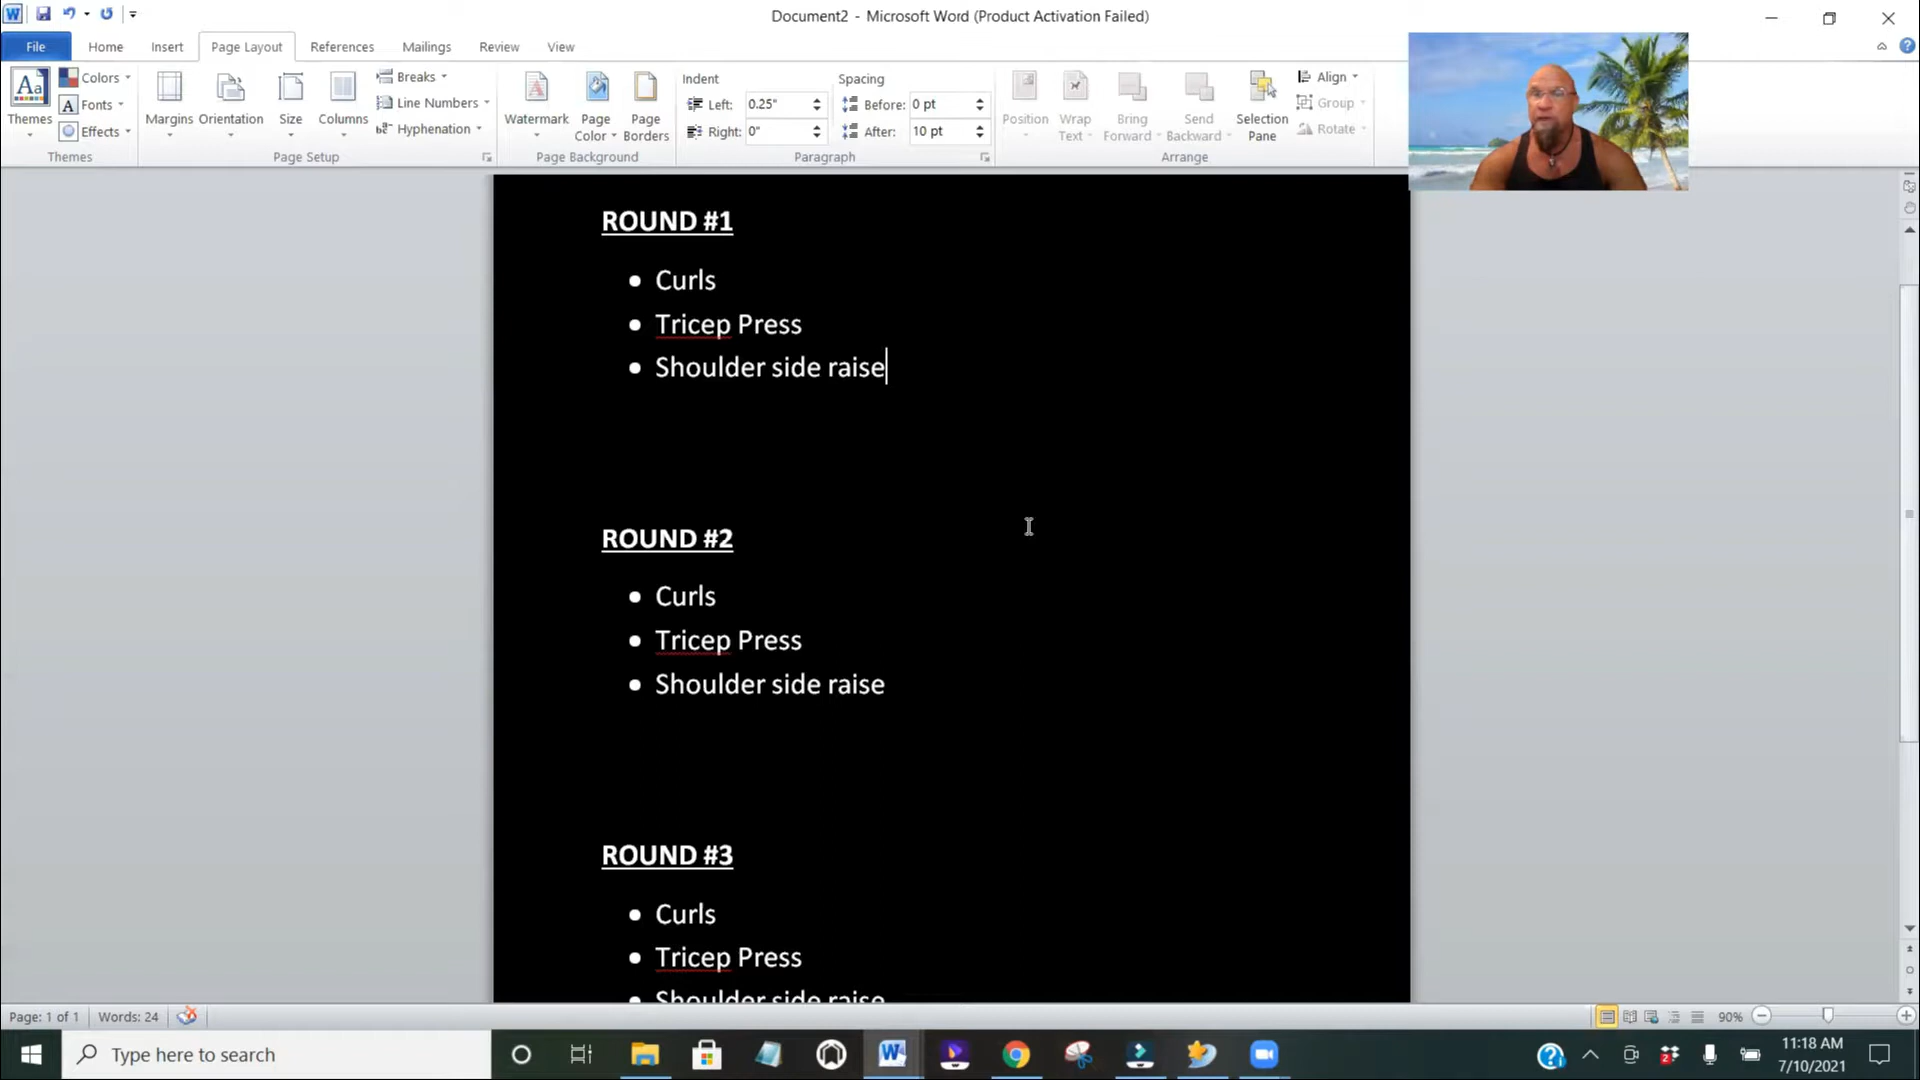 Document2 - Microsoft Word (Product Activation Failed)
File Home Insert Page Layout References Mailings Review View
Themes Colors Fonts Effects
Themes
Margins Orientation Size Columns Breaks Line Numbers Hyphenation
Page Setup
Watermark Page Color Page Borders
Page Background
Indent Spacing
Left: 0.25" Before: 0 pt
Right: 0" After: 10 pt
Paragraph
Position Wrap Text Bring Forward Send Backward Selection Pane Align Group Rotate
Arrange
ROUND #1
• Curls
• Tricep Press
• Shoulder side raise
ROUND #2
• Curls
• Tricep Press
• Shoulder side raise
ROUND #3
• Curls
• Tricep Press
• Shoulder side raise
Page: 1 of 1 Words: 24 90%
Type here to search
11:18 AM
7/10/2021